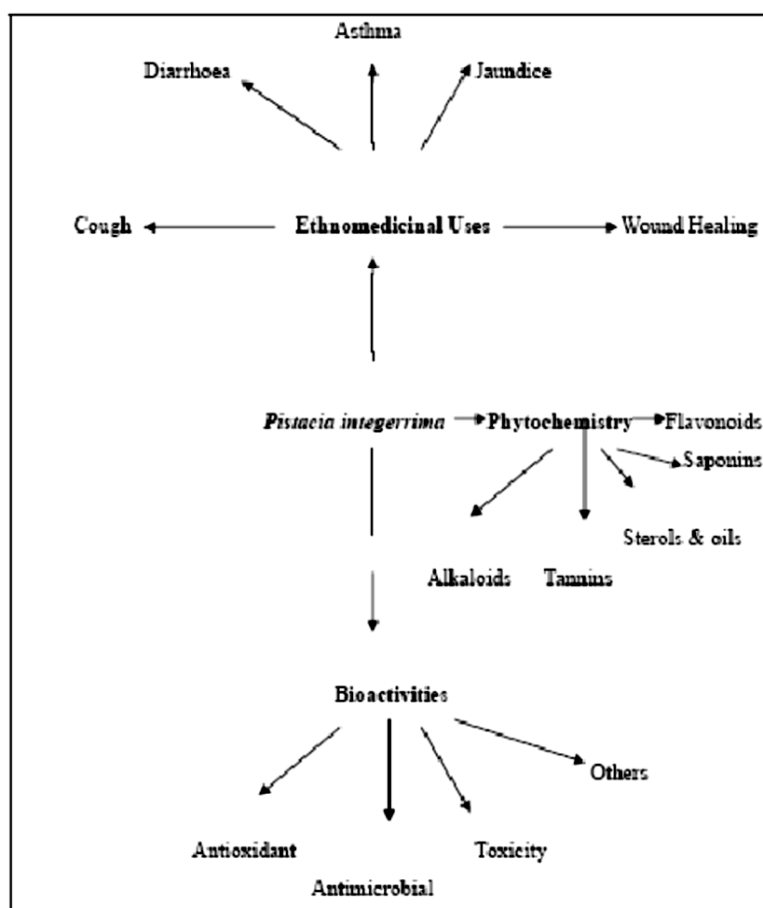 Asthma
Diarrhoea Jaundice
Cough Ethnomedicinal Uses Wound Healing
Pistacia integerrima Phytochemistry Flavonoids
Saponins
Sterols & oils
Alkaloids Tannins
Bioactivities
Others
Antioxidant Toxicity
Antimicrobial